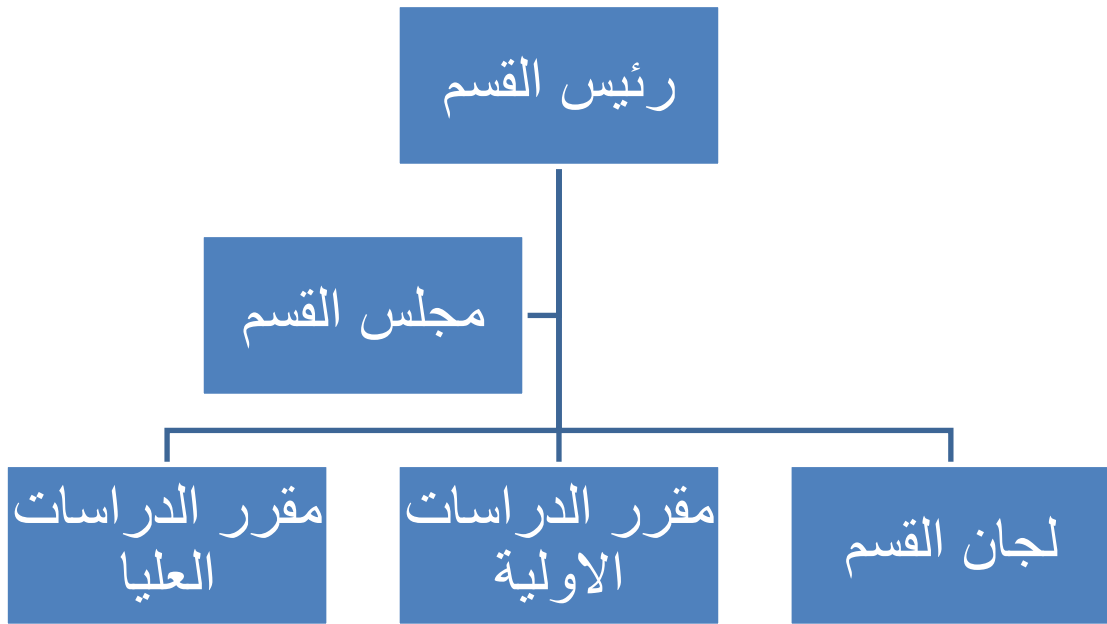 رئيس القسم
مجلس القسم
لجان القسم
مقرر الدراسات
الاولية
مقرر الدراسات
العليا